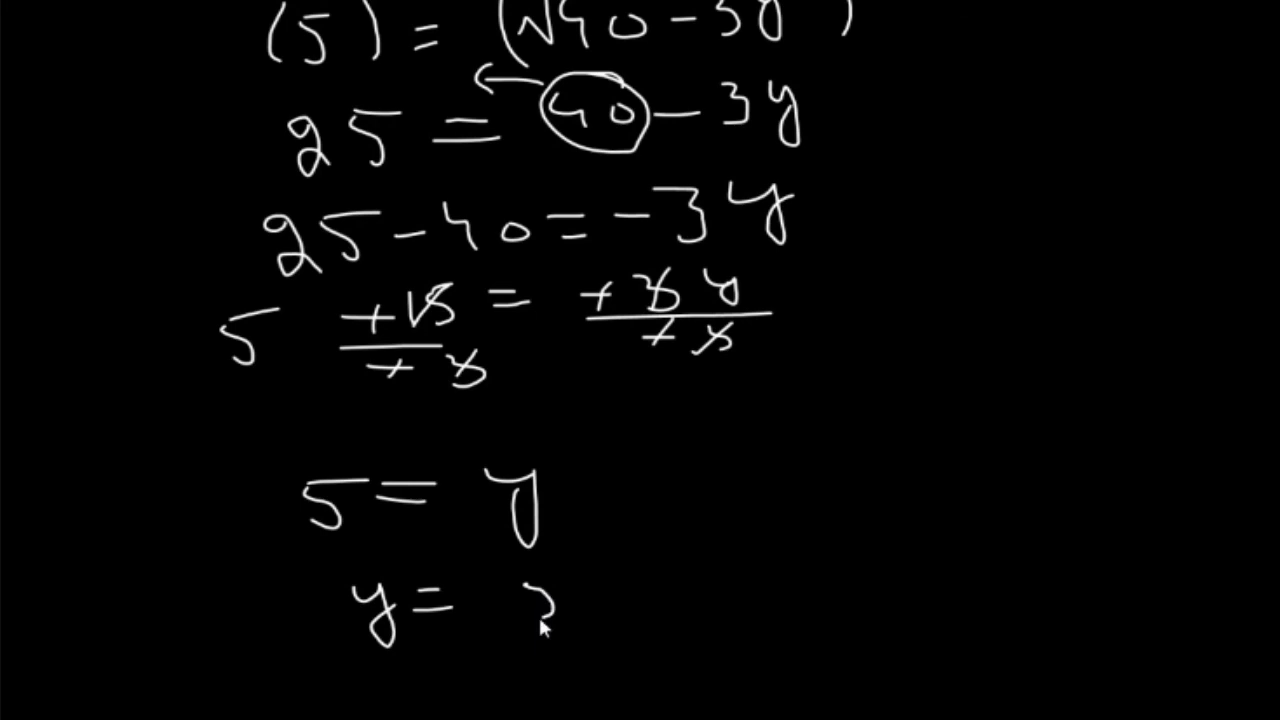 (5) = (√40 - 3y)
25 = 40 - 3y
25 - 40 = - 3y
5 +15/+3 = +3y/+3
5 = y
y =